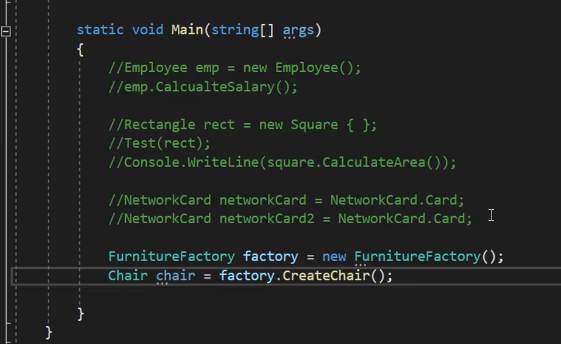 static void Main(string[] args)
{
//Employee emp = new Employee();
//emp.CalcualteSalary();
//Rectangle rect = new Square { };
//Test(rect);
//Console.WriteLine(square.CalculateArea());
//NetworkCard networkCard = NetworkCard.Card;
//NetworkCard networkCard2 = NetworkCard.Card;
FurnitureFactory factory = new FurnitureFactory();
Chair chair = factory.CreateChair();
}
}